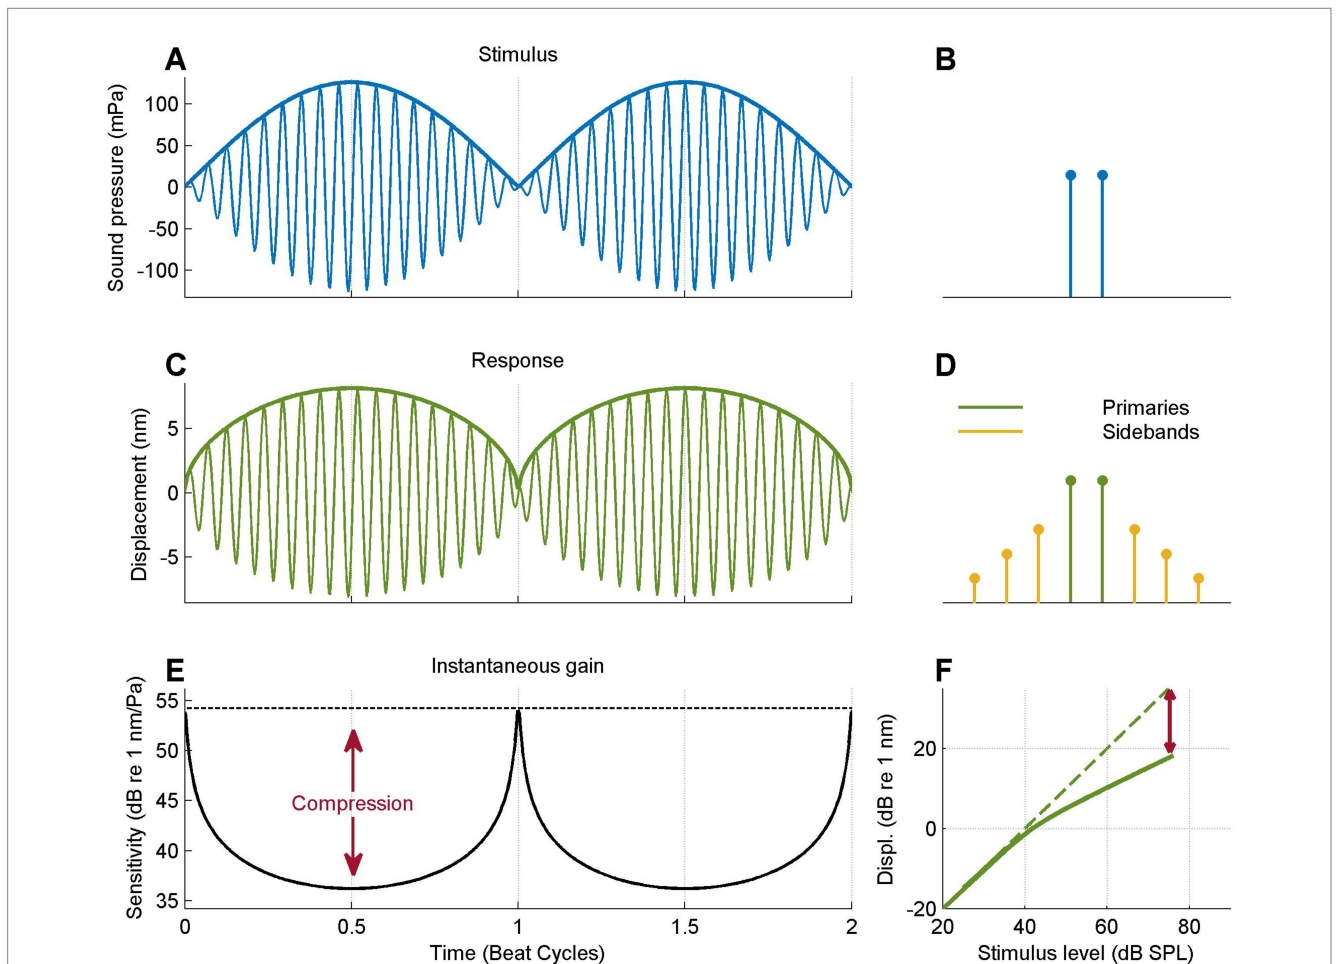 A
Stimulus
B
Sound pressure (mPa)
100
50
0
-50
-100
C
Response
D
Displacement (nm)
5
0
-5
Primaries
Sidebands
E
Instantaneous gain
F
Sensitivity (dB re 1 nm/Pa)
55
50
45
40
35
Compression
0
0.5
1
1.5
2
Time (Beat Cycles)
Displ. (dB re 1 nm)
20
0
-20
20
40
60
80
Stimulus level (dB SPL)